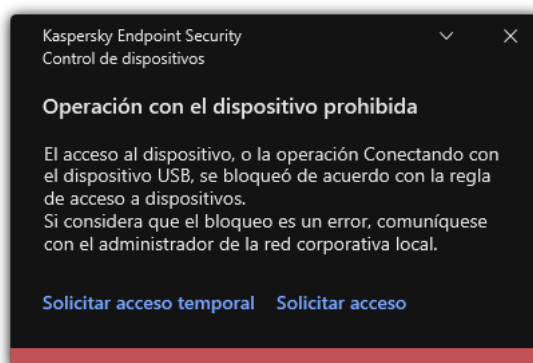 Kaspersky Endpoint Security
Control de dispositivos
Operación con el dispositivo prohibida
El acceso al dispositivo, o la operación Conectando con
el dispositivo USB, se bloqueó de acuerdo con la regla
de acceso a dispositivos.
Si considera que el bloqueo es un error, comuníquese
con el administrador de la red corporativa local.
Solicitar acceso temporal Solicitar acceso